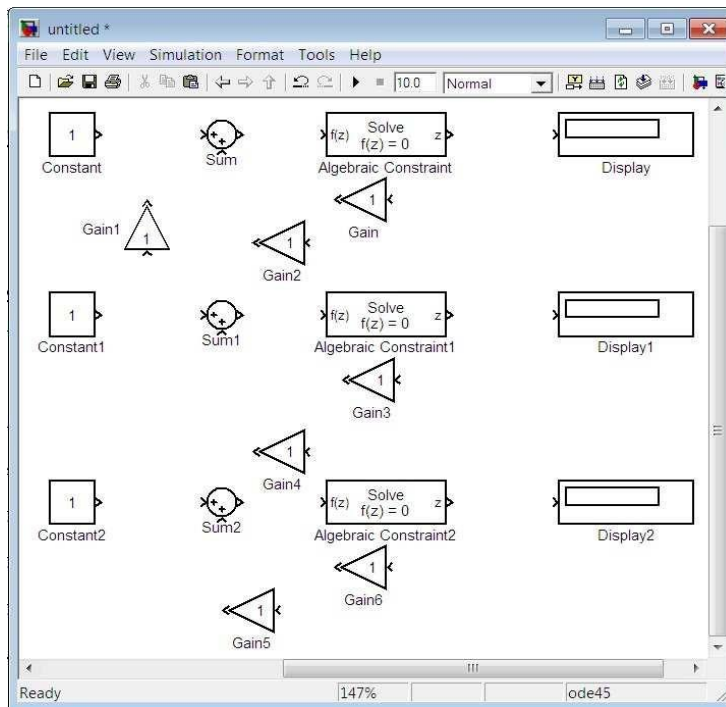 untitled *
File Edit View Simulation Format Tools Help
10.0 Normal
1
Constant
Sum
f(z) Solve z
f(z) = 0
Algebraic Constraint
Display
1
Gain
Gain1
1
1
Gain2
1
Constant1
Sum1
f(z) Solve z
f(z) = 0
Algebraic Constraint1
Display1
1
Gain3
1
Gain4
1
Constant2
Sum2
f(z) Solve z
f(z) = 0
Algebraic Constraint2
Display2
1
Gain6
1
Gain5
Ready 147% ode45